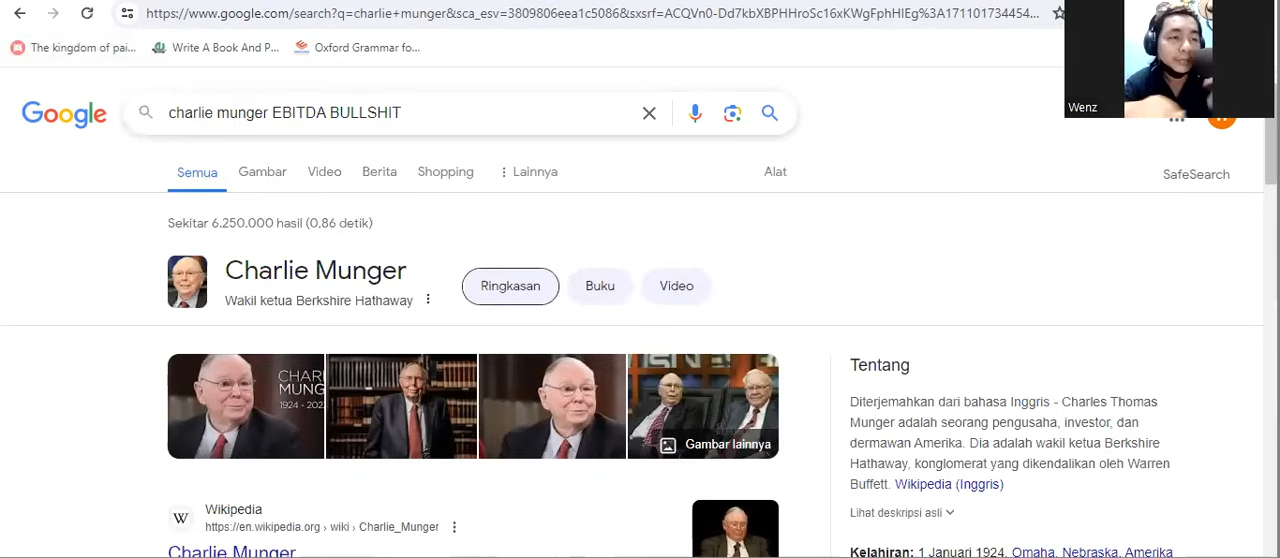 https://www.google.com/search?q=charlie+munger&sca_esv=3809806eea1c5086&sxsrf=ACQVn0-Dd7kbXBPHHroSc16xKWgFphHIEg%3A171101734454...
The kingdom of pai...
Write A Book And P...
Oxford Grammar fo...
Wenz
Google
charlie munger EBITDA BULLSHIT
Semua
Gambar
Video
Berita
Shopping
Lainnya
Alat
SafeSearch
Sekitar 6.250.000 hasil (0,86 detik)
Charlie Munger
Wakil ketua Berkshire Hathaway
Ringkasan
Buku
Video
Gambar lainnya
Tentang
Diterjemahkan dari bahasa Inggris - Charles Thomas
Munger adalah seorang pengusaha, investor, dan
dermawan Amerika. Dia adalah wakil ketua Berkshire
Hathaway, konglomerat yang dikendalikan oleh Warren
Buffett. Wikipedia (Inggris)
Lihat deskripsi asli
Kelahiran: 1 Januari 1924, Omaha, Nebraska, Amerika
W
Wikipedia
https://en.wikipedia.org › wiki › Charlie_Munger
Charlie Munger